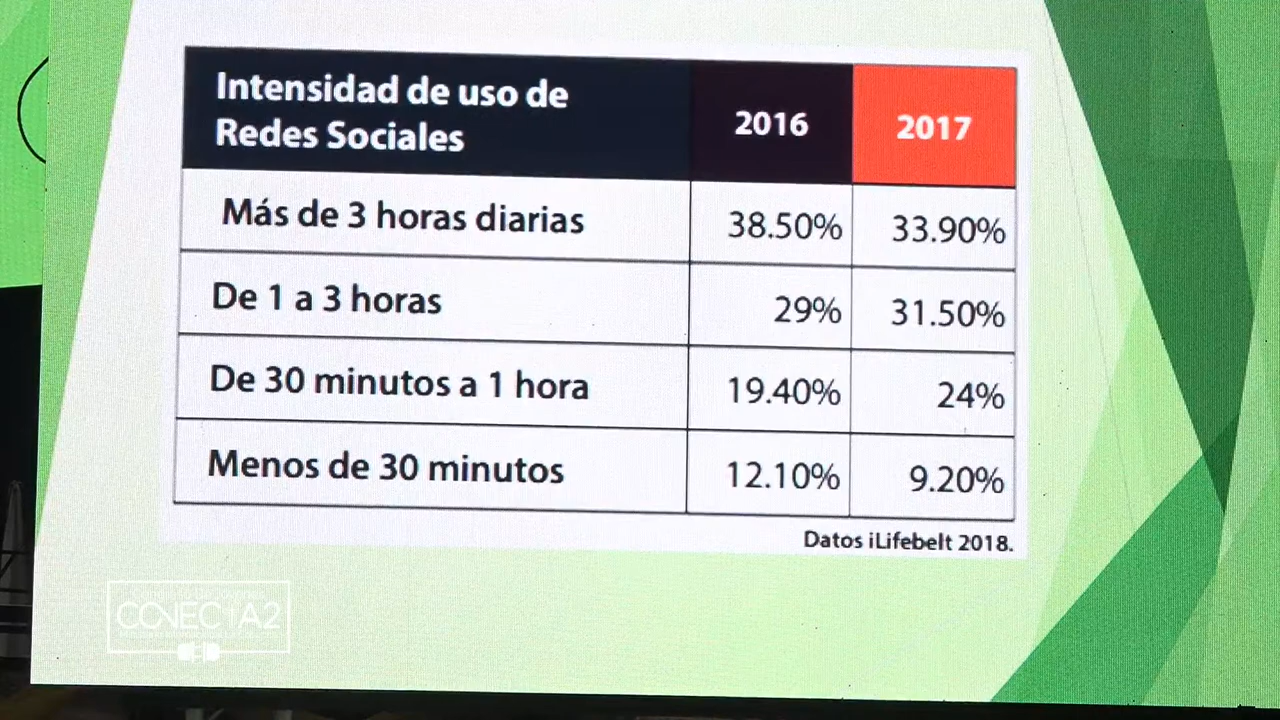 Intensidad de uso de
Redes Sociales
2016 2017
Más de 3 horas diarias 38.50% 33.90%
De 1 a 3 horas 29% 31.50%
De 30 minutos a 1 hora 19.40% 24%
Menos de 30 minutos 12.10% 9.20%
Datos iLifebelt 2018.
CONECTA2